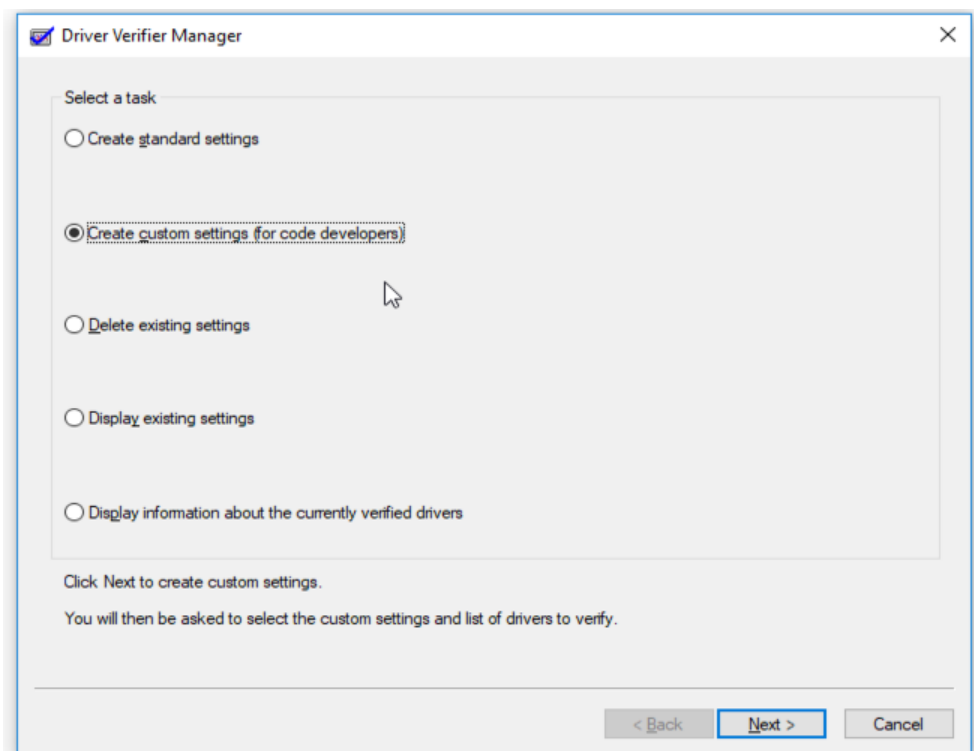 Driver Verifier Manager
Select a task
Create standard settings
Create custom settings (for code developers)
Delete existing settings
Display existing settings
Display information about the currently verified drivers
Click Next to create custom settings.
You will then be asked to select the custom settings and list of drivers to verify.
< Back Next > Cancel